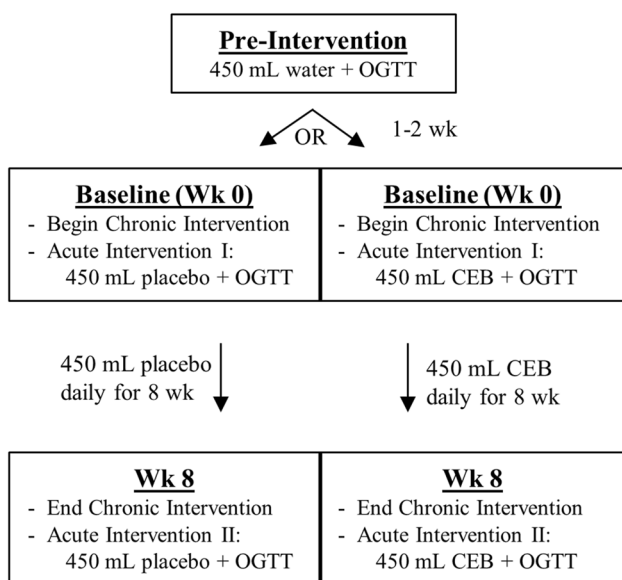 Pre-Intervention
450 mL water + OGTT
OR
1-2 wk
Baseline (Wk 0)
- Begin Chronic Intervention
- Acute Intervention I:
450 mL placebo + OGTT
Baseline (Wk 0)
- Begin Chronic Intervention
- Acute Intervention I:
450 mL CEB + OGTT
450 mL placebo
daily for 8 wk
450 mL CEB
daily for 8 wk
Wk 8
- End Chronic Intervention
- Acute Intervention II:
450 mL placebo + OGTT
Wk 8
- End Chronic Intervention
- Acute Intervention II:
450 mL CEB + OGTT